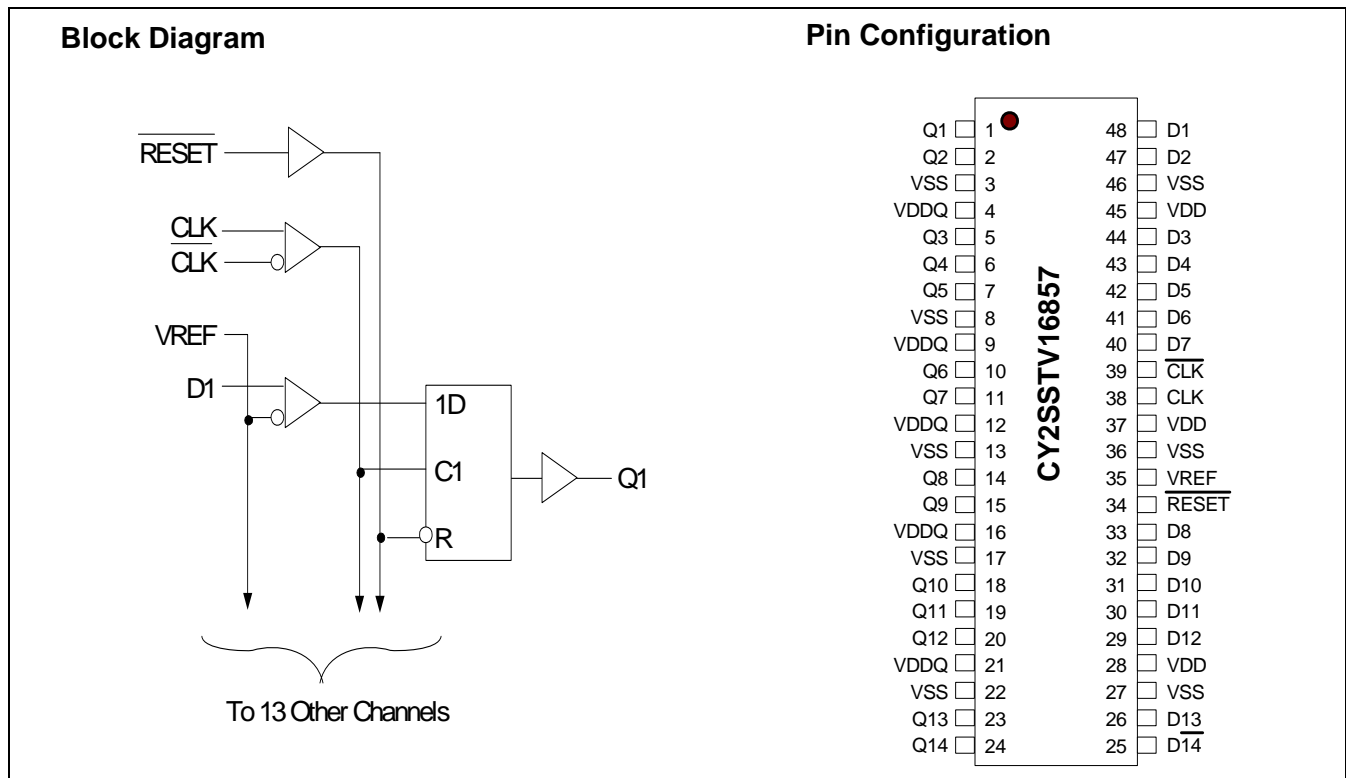 Block Diagram
RESET
CLK
CLK
VREF
D1
1D
C1
R
Q1
To 13 Other Channels
Pin Configuration
CY2SSTV16857
Q1 1 48 D1
Q2 2 47 D2
VSS 3 46 VSS
VDDQ 4 45 VDD
Q3 5 44 D3
Q4 6 43 D4
Q5 7 42 D5
VSS 8 41 D6
VDDQ 9 40 D7
Q6 10 39 CLK
Q7 11 38 CLK
VDDQ 12 37 VDD
VSS 13 36 VSS
Q8 14 35 VREF
Q9 15 34 RESET
VDDQ 16 33 D8
VSS 17 32 D9
Q10 18 31 D10
Q11 19 30 D11
Q12 20 29 D12
VDDQ 21 28 VDD
VSS 22 27 VSS
Q13 23 26 D13
Q14 24 25 D14